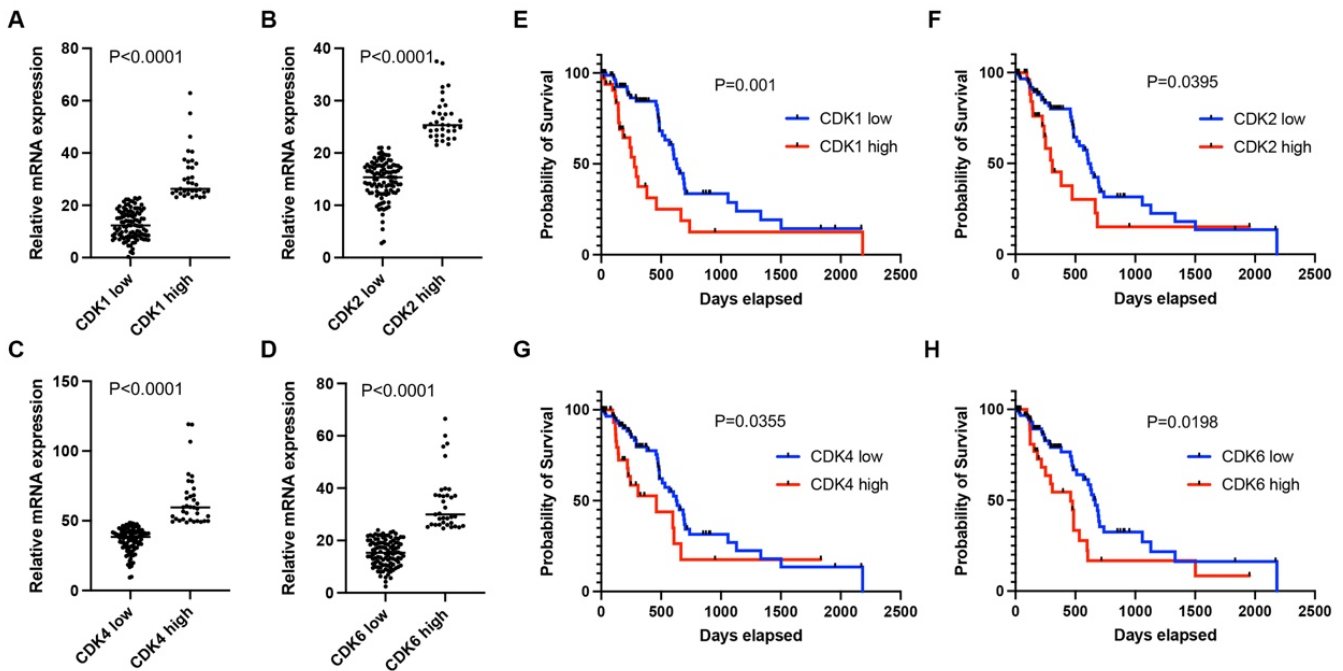 A
P<0.0001
Relative mRNA expression
80
60
40
20
0
CDK1 low
CDK1 high
B
P<0.0001
Relative mRNA expression
40
30
20
10
0
CDK2 low
CDK2 high
E
P=0.001
Probability of Survival
100
50
0
CDK1 low
CDK1 high
0 500 1000 1500 2000 2500
Days elapsed
F
P=0.0395
Probability of Survival
100
50
0
CDK2 low
CDK2 high
0 500 1000 1500 2000 2500
Days elapsed
C
P<0.0001
Relative mRNA expression
150
100
50
0
CDK4 low
CDK4 high
D
P<0.0001
Relative mRNA expression
80
60
40
20
0
CDK6 low
CDK6 high
G
P=0.0355
Probability of Survival
100
50
0
CDK4 low
CDK4 high
0 500 1000 1500 2000 2500
Days elapsed
H
P=0.0198
Probability of Survival
100
50
0
CDK6 low
CDK6 high
0 500 1000 1500 2000 2500
Days elapsed